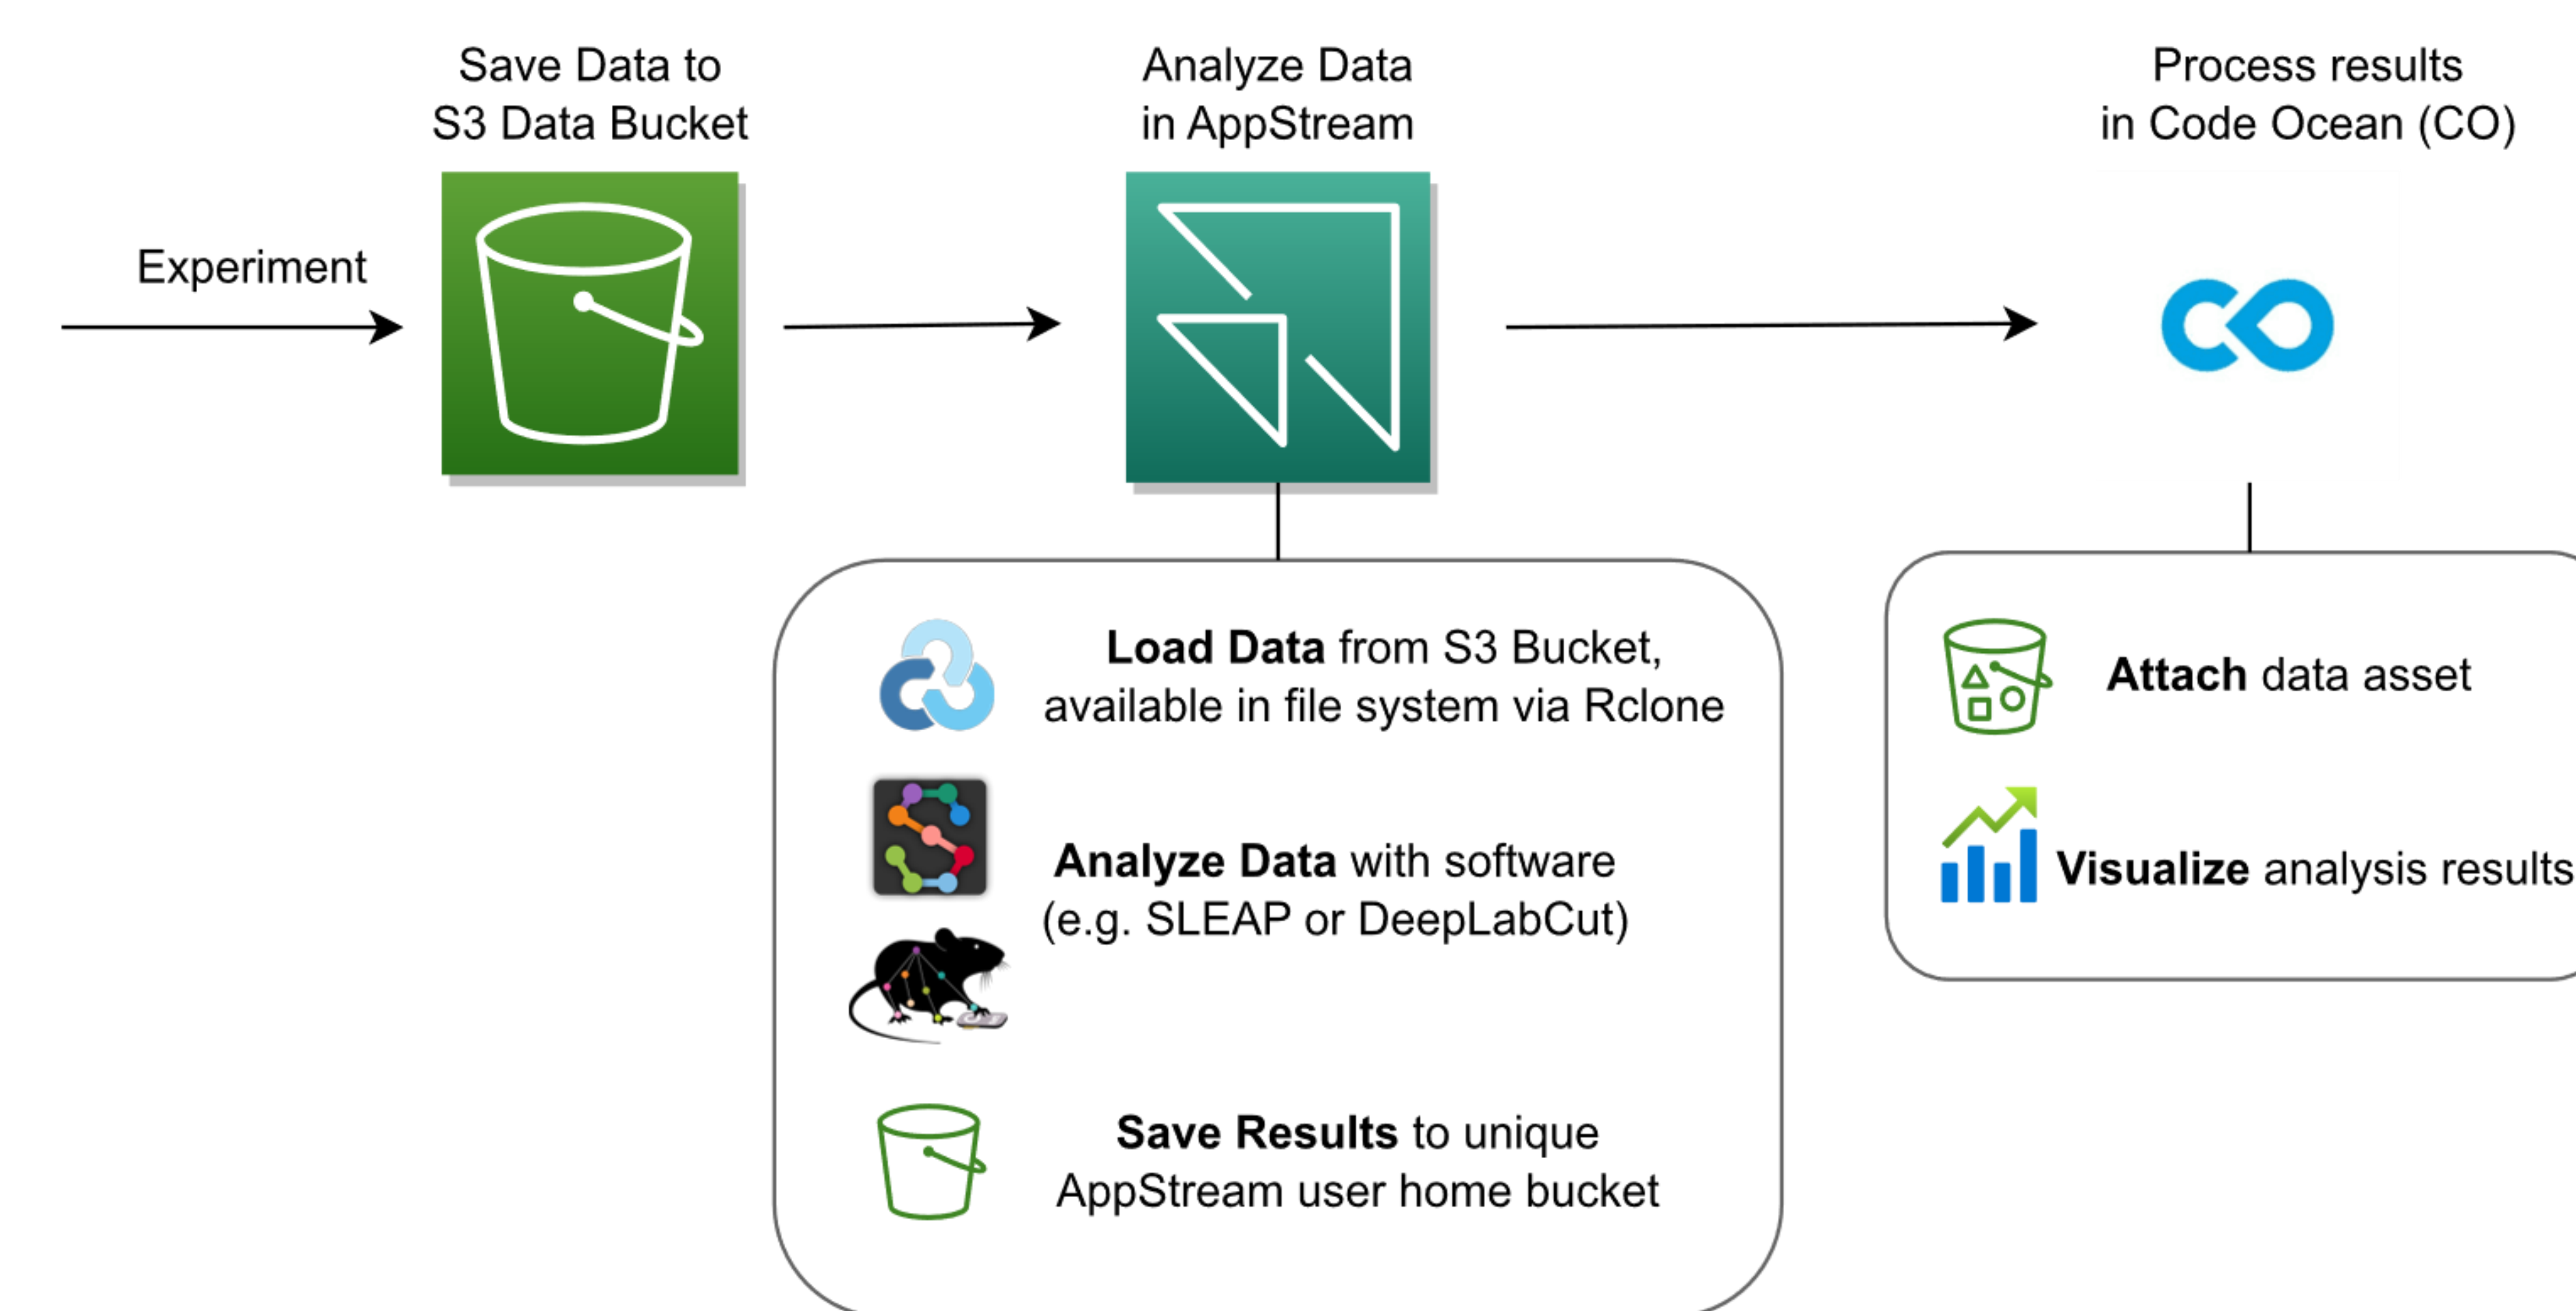 Save Data to
S3 Data Bucket
Analyze Data
in AppStream
Process results
in Code Ocean (CO)
Experiment
Load Data from S3 Bucket,
available in file system via Rclone
Analyze Data with software
(e.g. SLEAP or DeepLabCut)
Save Results to unique
AppStream user home bucket
Attach data asset
Visualize analysis results